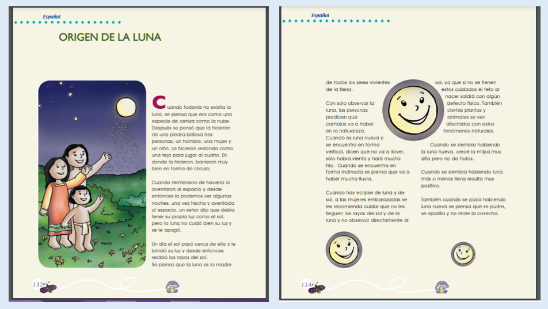 Español
ORIGEN DE LA LUNA
Cuando todavía no existía la
luna, se piensa que era como una
especie de ceniza como la nube.
Después se pensó que la hicieron
de una piedra brillosa tres
personas, un hombre, una mujer y
un niño. La hicieron redonda como
una teja para jugar al cuarto. En
donde la hicieron, barrieron muy
bien en forma de círculo.
Cuando terminaron de hacerla la
aventaron al espacio y desde
entonces la podemos ver algunas
noches, una vez hecha y aventada
al espacio, un señor dijo que debía
tener su propia luz como el sol,
pero la luna no cuidó bien su luz y
se le apagó.
Un día el sol pasó cerca de ella y le
brindó su luz y desde entonces
recibió los rayos del sol.
Se piensa que la luna es la madre
132
Español
de todos los seres vivientes
de la tierra.
Con solo observar la
luna, las personas
predicen qué
cambios va a haber
en la naturaleza.
Cuando es luna nueva y
se encuentra en forma
vertical, dicen que no va a llover,
sólo habrá viento y hará mucho
frío. Cuando se encuentra en
forma inclinada se piensa que va a
haber mucha lluvia.
Cuando hay eclipse de luna y de
sol, a las mujeres embarazadas se
les recomienda cuidar que no les
lleguen los rayos del sol y de la
luna y no observar directamente al
sol, ya que si no se tienen
estos cuidados el feto al
nacer saldrá con algún
defecto físico. También
ciertas plantas y
animales se ven
afectados con estos
fenómenos naturales.
Cuando se siembra habiendo
luna nueva, crece la milpa muy
alta pero no da frutos.
Cuando se siembra habiendo luna
más o menos llena resulta muy
positivo.
También cuando se pizca habiendo
luna nueva se piensa que se pudre,
se apolilla y no rinde la cosecha.